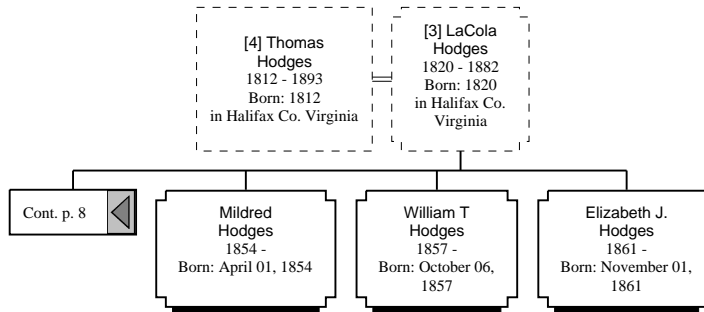 [4] Thomas
Hodges
1812 - 1893
Born: 1812
in Halifax Co. Virginia
[3] LaCola
Hodges
1820 - 1882
Born: 1820
in Halifax Co.
Virginia
Cont. p. 8
Mildred
Hodges
1854 -
Born: April 01, 1854
William T
Hodges
1857 -
Born: October 06,
1857
Elizabeth J.
Hodges
1861 -
Born: November 01,
1861